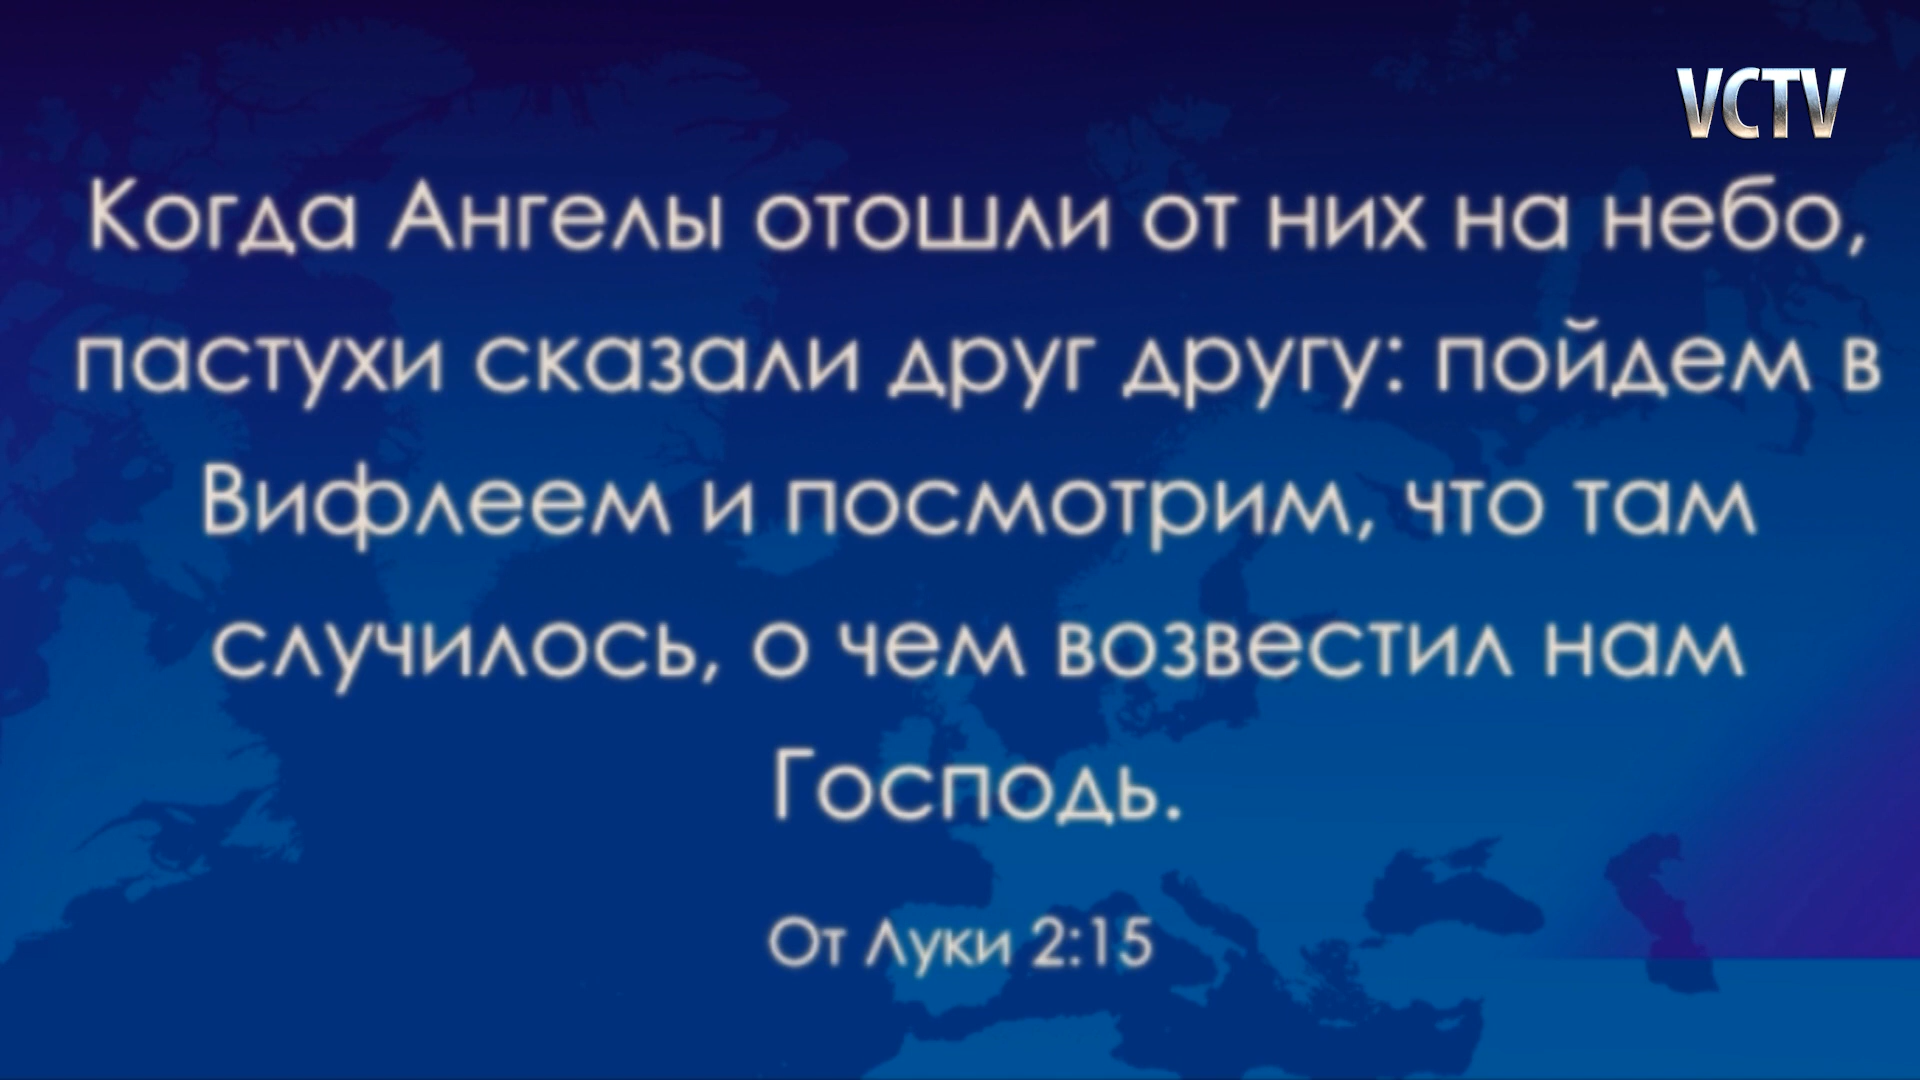 VCTV
Когда Ангелы отошли от них на небо,
пастухи сказали друг другу: пойдем в
Вифлеем и посмотрим, что там
случилось, о чем возвестил нам
Господь.
От Луки 2:15